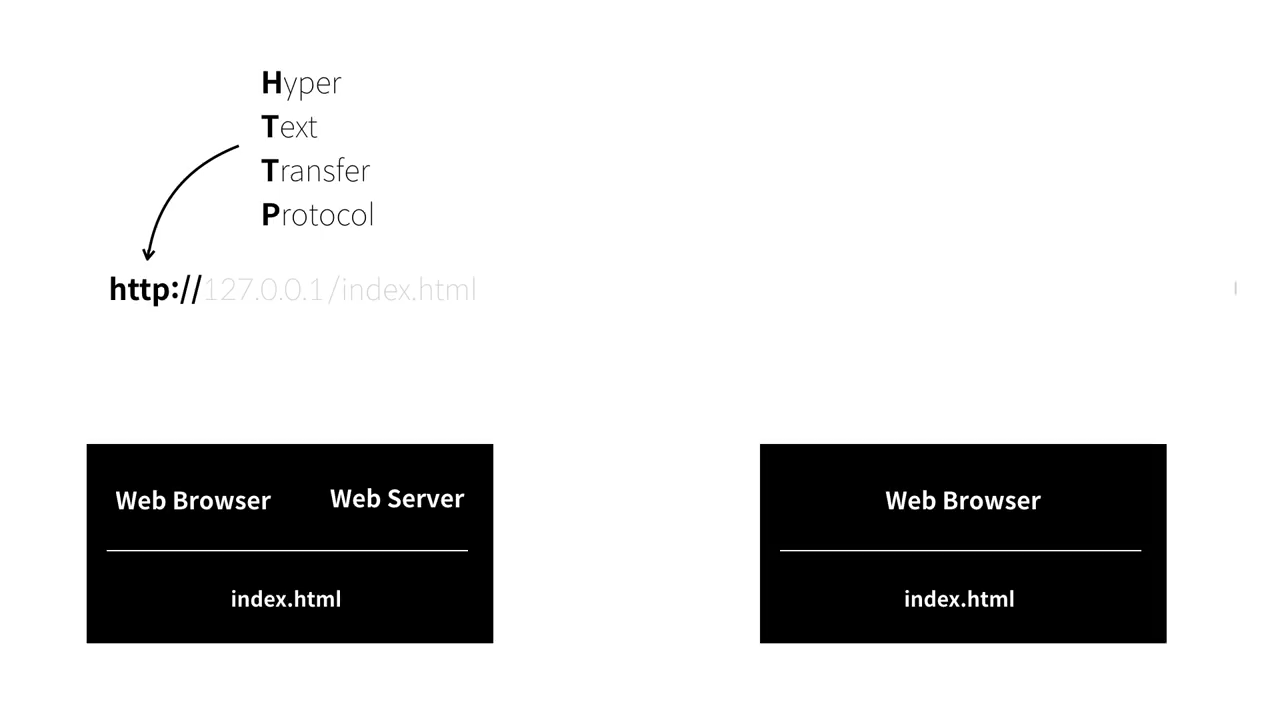 Hyper
Text
Transfer
Protocol
http://127.0.0.1/index.html
Web Browser Web Server
index.html
Web Browser
index.html